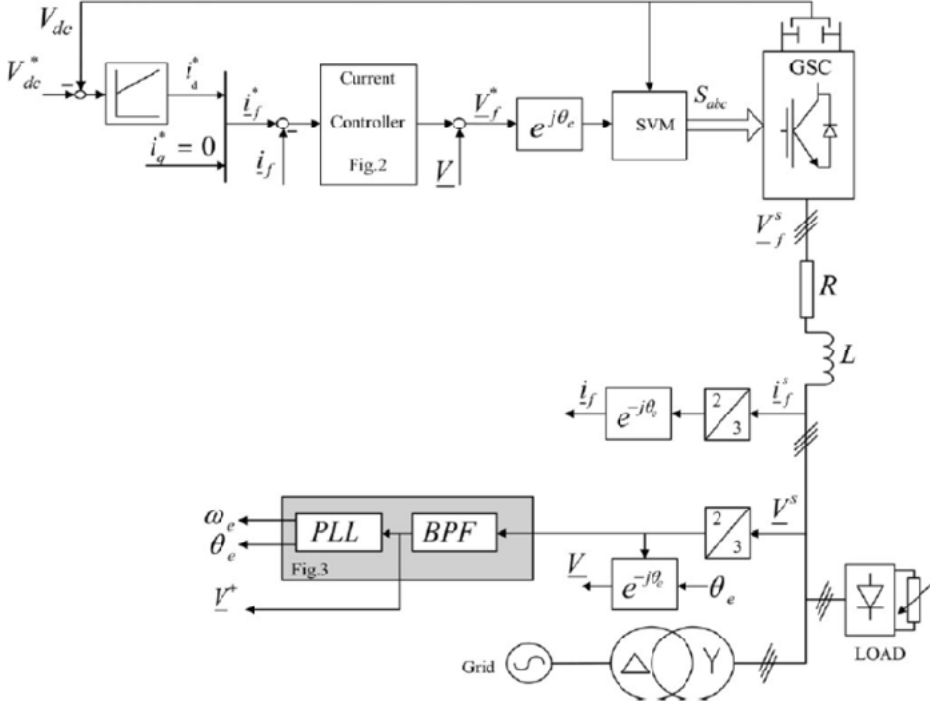 V_dc
V_dc^*
i_d^*
i_q^* = 0
i_f^*
i_f
Current
Controller
Fig.2
V_f^*
V
e^{jθ_e}
SVM
S_abc
GSC
V_f^s
R
L
i_f
e^{-jθ_e}
2
3
i_f^s
ω_e
θ_e
PLL
BPF
Fig.3
V^+
2
3
V^s
V
e^{-jθ_e}
θ_e
LOAD
Grid
Δ
Y